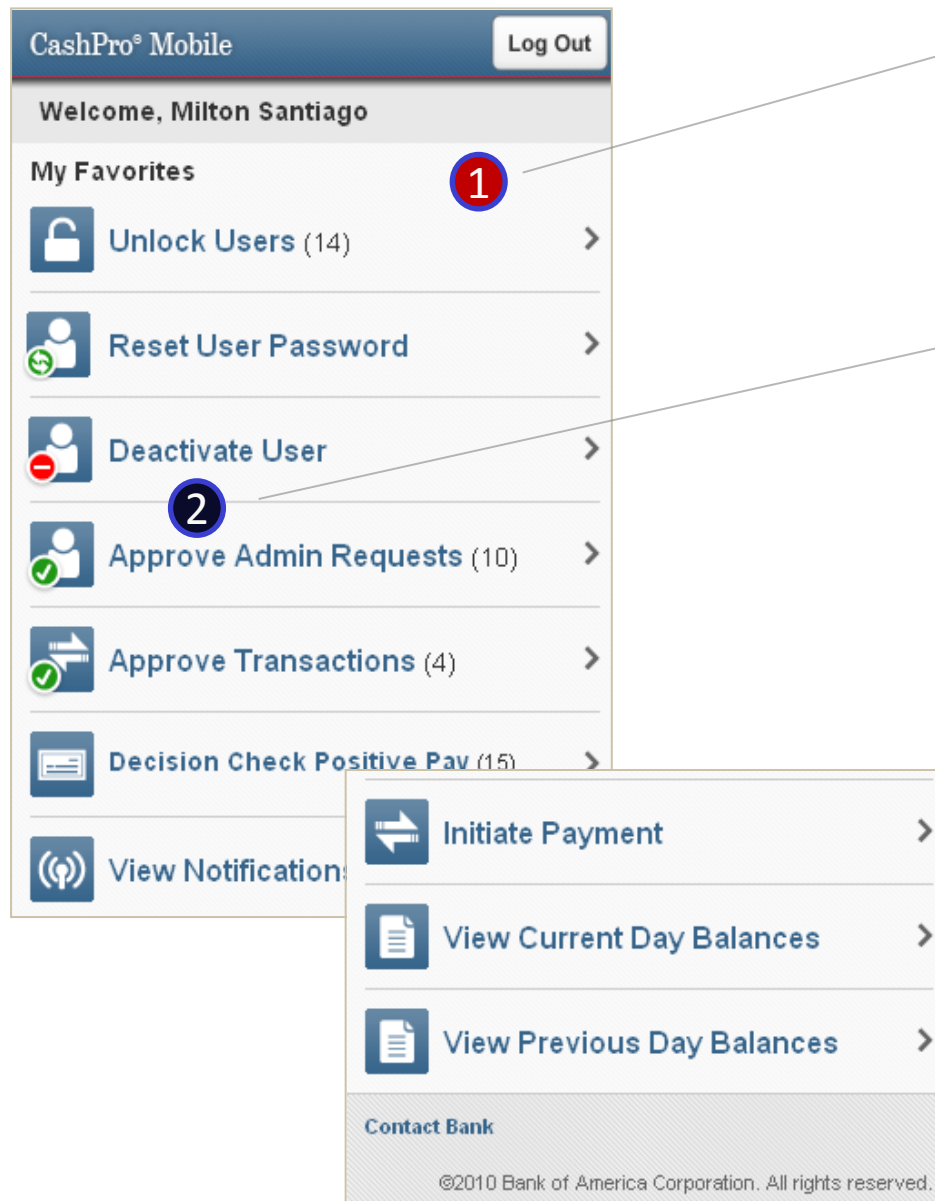 CashPro® Mobile
Log Out
Welcome, Milton Santiago
My Favorites
1
Unlock Users (14)
Reset User Password
Deactivate User
2
Approve Admin Requests (10)
Approve Transactions (4)
Decision Check Positive Pay (15)
View Notifications
Initiate Payment
View Current Day Balances
View Previous Day Balances
Contact Bank
©2010 Bank of America Corporation. All rights reserved.